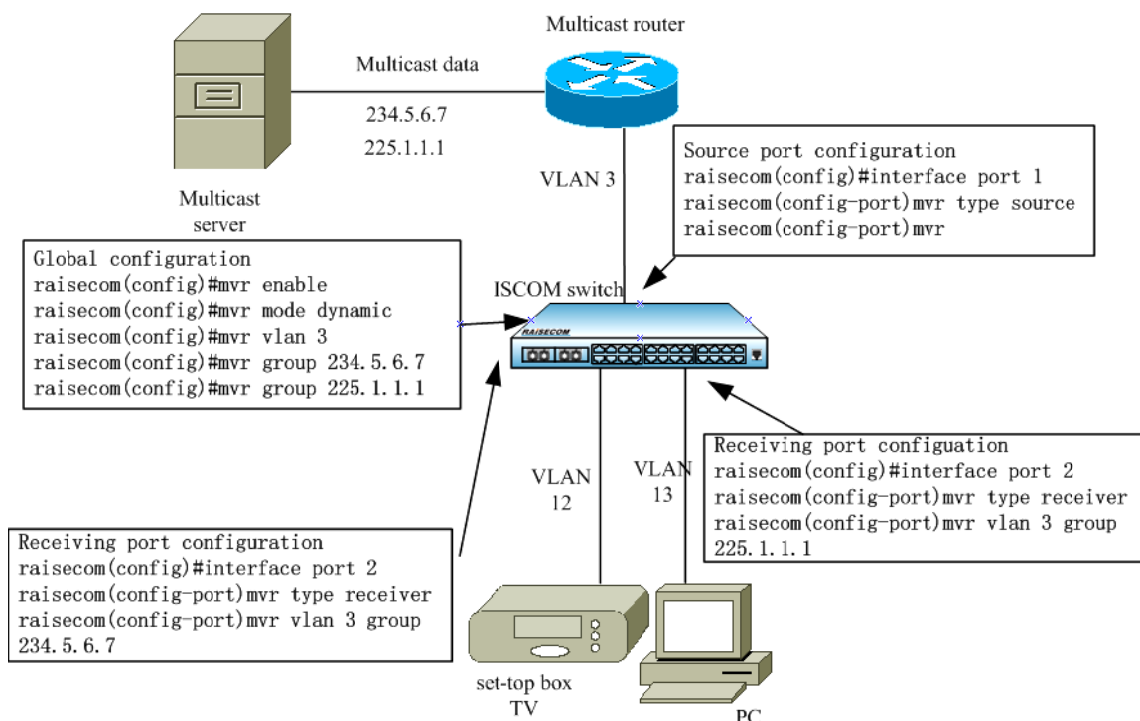 Multicast router
Multicast data
234.5.6.7
225.1.1.1
Multicast
server
VLAN 3
Source port configuration
raisecom(config)#interface port 1
raisecom(config-port)mvr type source
raisecom(config-port)mvr
Global configuration
raisecom(config)#mvr enable
raisecom(config)#mvr mode dynamic
raisecom(config)#mvr vlan 3
raisecom(config)#mvr group 234.5.6.7
raisecom(config)#mvr group 225.1.1.1
ISCOM switch
RAISECOM
VLAN
12
VLAN
13
Receiving port configuation
raisecom(config)#interface port 2
raisecom(config-port)mvr type receiver
raisecom(config-port)mvr vlan 3 group
225.1.1.1
Receiving port configuration
raisecom(config)#interface port 2
raisecom(config-port)mvr type receiver
raisecom(config-port)mvr vlan 3 group
234.5.6.7
set-top box
TV
PC